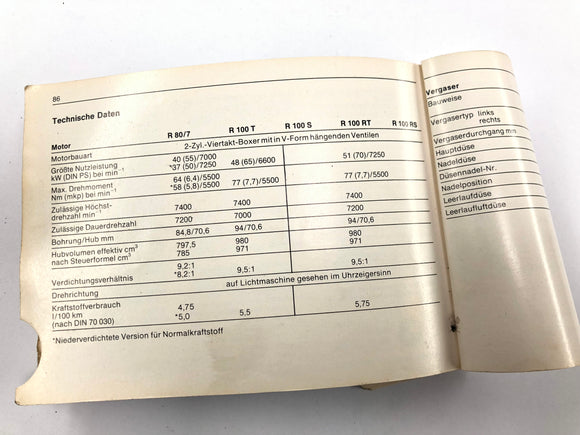 86
Technische Daten
Motor R 80/7 R 100 T R 100 S R 100 RT R 100 RS
Motorbauart 2-Zyl.-Viertakt-Boxer mit in V-Form hängenden Ventilen
Größte Nutzleistung 40 (55)/7000 48 (65)/6600 51 (70)/7250
kW (DIN PS) bei min⁻¹ *37 (50)/7250
Max. Drehmoment 64 (6,4)/5500 77 (7,7)/5500 77 (7,7)/5500
Nm (mkp) bei min⁻¹ *58 (5,8)/5500
Zulässige Höchst-
drehzahl min⁻¹ 7400 7400
Zulässige Dauerdrehzahl 7200 7000 7200
Bohrung/Hub mm 84,8/70,6 94/70,6 94/70,6
Hubvolumen effektiv cm³ 797,5 980 980
nach Steuerformel cm³ 785 971 971
Verdichtungsverhältnis 9,2:1 9,5:1 9,5:1
*8,2:1
Drehrichtung auf Lichtmaschine gesehen im Uhrzeigersinn
Kraftstoffverbrauch 4,75 5,5 5,75
l/100 km *5,0
(nach DIN 70 030)
*Niederverdichtete Version für Normalkraftstoff
Vergaser
Bauweise
Vergasertyp links
rechts
Vergaserdurchgang mm
Hauptdüse
Nadeldüse
Düsennadel-Nr.
Nadelposition
Leerlaufdüse
Leerlaufluftdüse